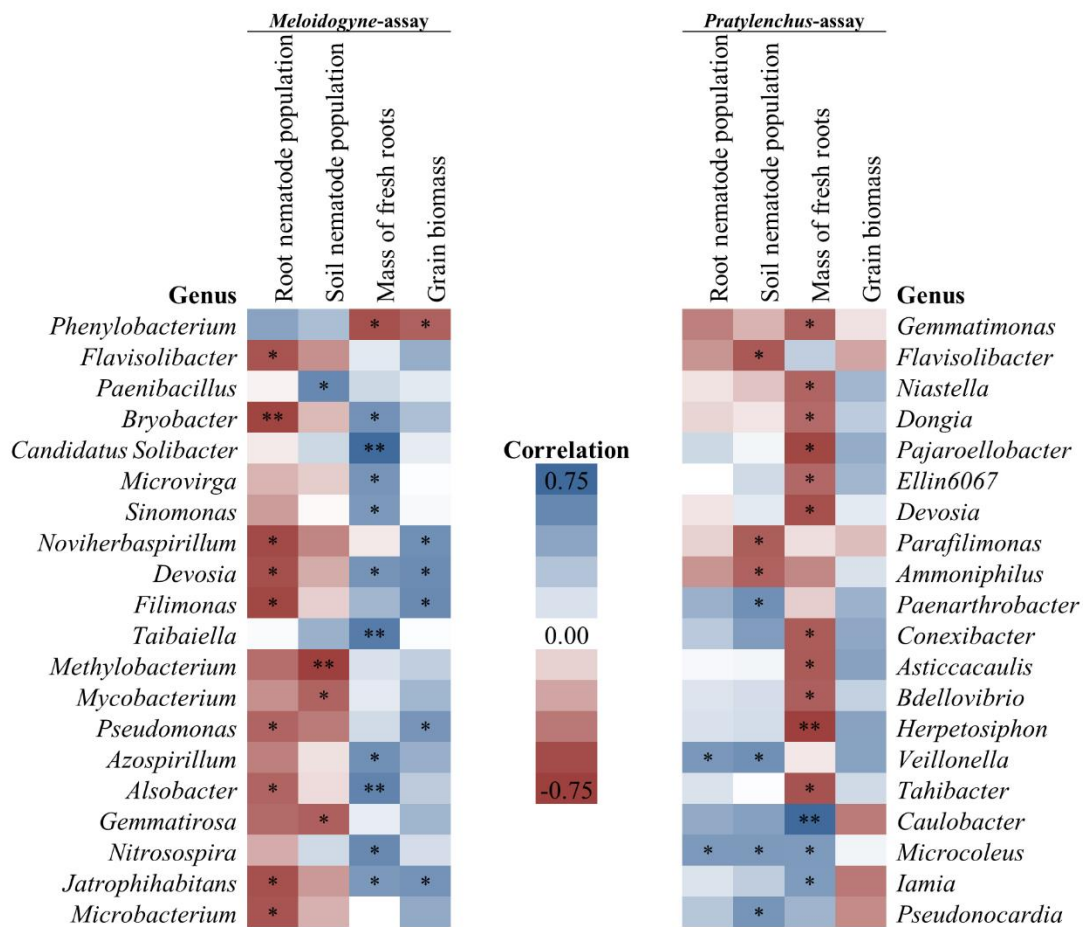 Meloidogyne-assay
Pratylenchus-assay
Root nematode population
Soil nematode population
Mass of fresh roots
Grain biomass
Root nematode population
Soil nematode population
Mass of fresh roots
Grain biomass
Genus
Genus
Phenylobacterium * * * Gemmatimonas
Flavisolibacter * * Flavisolibacter
Paenibacillus * * Niastella
Bryobacter ** * * Dongia
Candidatus Solibacter ** * Pajaroellobacter
Microvirga * * Ellin6067
Sinomonas * * Devosia
Noviherbaspirillum * * * Parafilimonas
Devosia * * * * Ammoniphilus
Filimonas * * * Paenarthrobacter
Taibaiella ** * Conexibacter
Methylobacterium ** * Asticcacaulis
Mycobacterium * * Bdellovibrio
Pseudomonas * * ** Herpetosiphon
Azospirillum * * * Veillonella
Alsobacter * ** * Tahibacter
Gemmatirosa * ** Caulobacter
Nitrosospira * * * * Microcoleus
Jatrophihabitans * * * * Iamia
Microbacterium * * Pseudonocardia
Correlation
0.75
0.00
-0.75